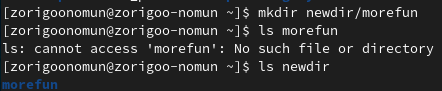 [zorigoonomun@zorigoo-nomun ~]$ mkdir newdir/morefun
[zorigoonomun@zorigoo-nomun ~]$ ls morefun
ls: cannot access 'morefun': No such file or directory
[zorigoonomun@zorigoo-nomun ~]$ ls newdir
morefun